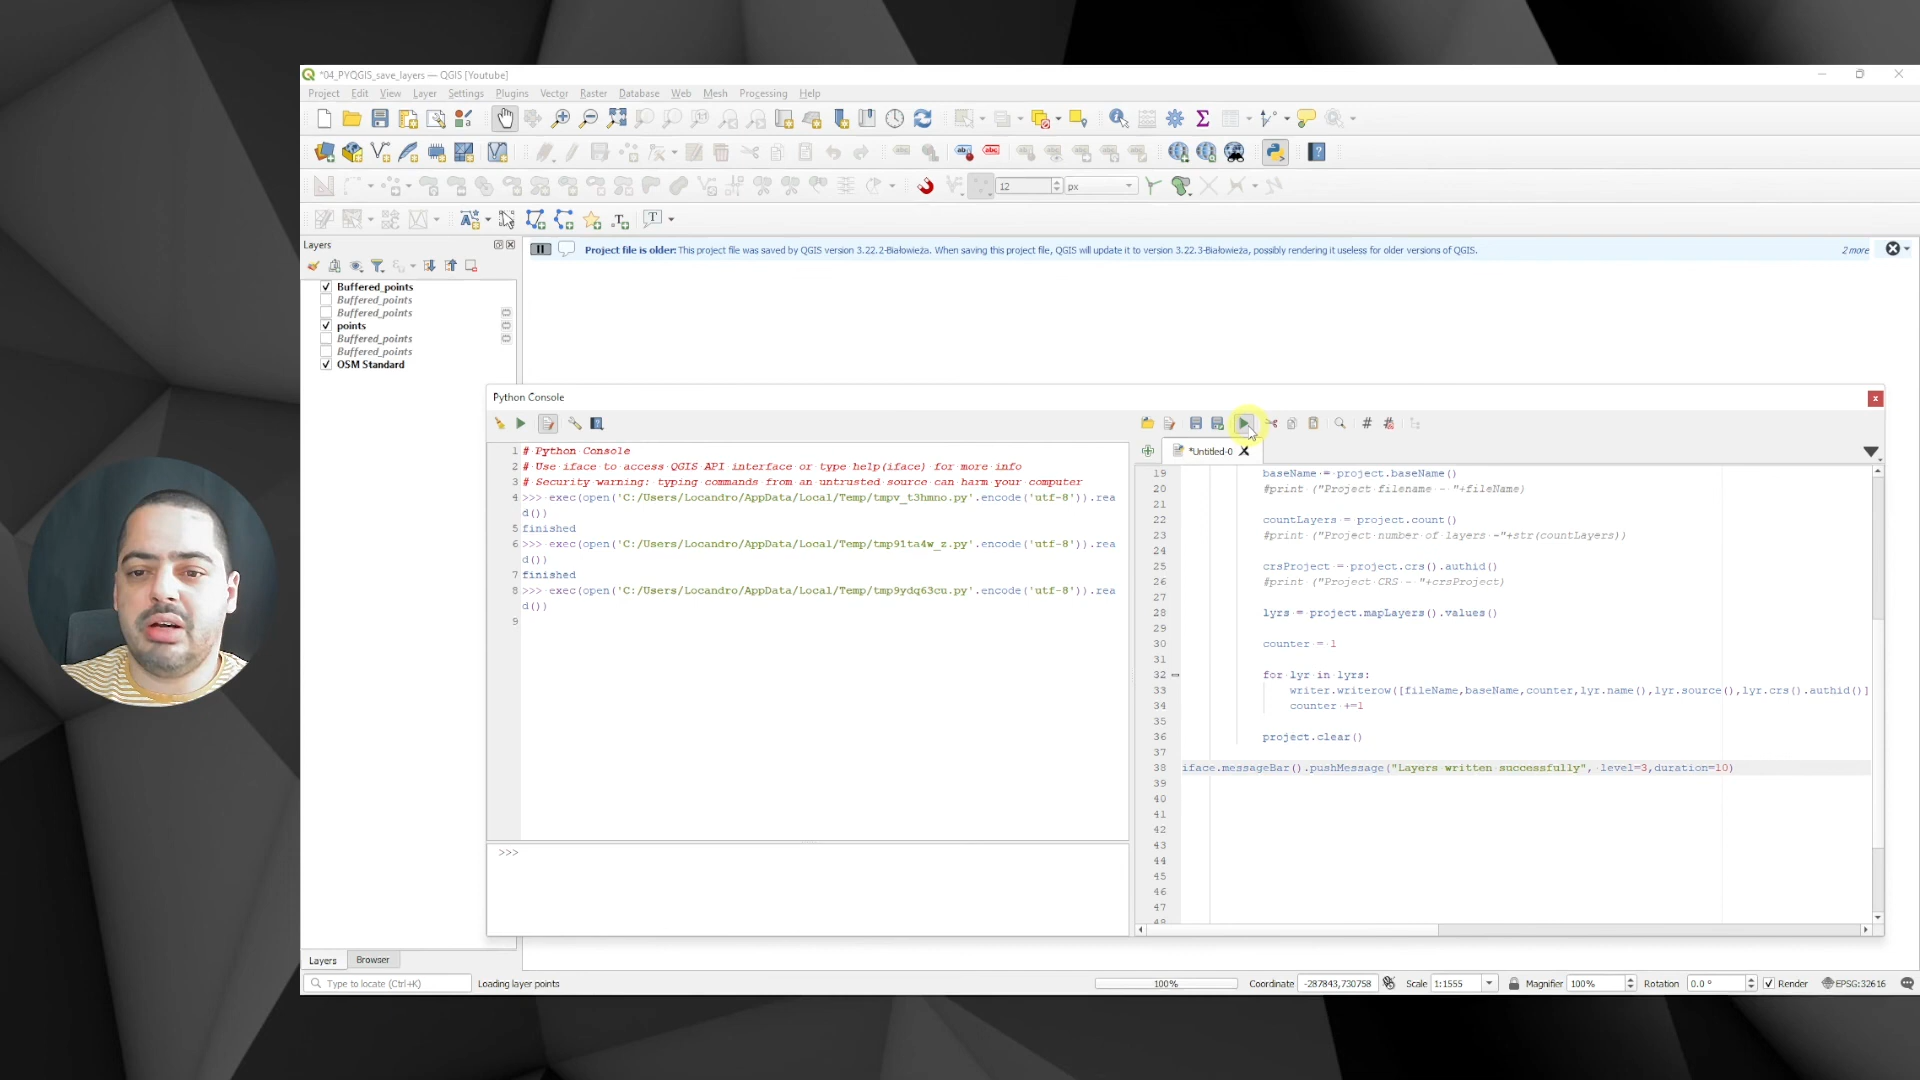 *04_PYQGIS_save_layers — QGIS [Youtube]
Project Edit View Layer Settings Plugins Vector Raster Database Web Mesh Processing Help
12 px
Layers
Project file is older: This project file was saved by QGIS version 3.22.2-Białowieża. When saving this project file, QGIS will update it to version 3.22.3-Białowieża, possibly rendering it useless for older versions of QGIS. 2 more
Buffered_points
Buffered_points
Buffered_points
points
Buffered_points
Buffered_points
OSM Standard
Python Console
1 # Python Console
2 # Use iface to access QGIS API interface or type help(iface) for more info
3 # Security warning: typing commands from an untrusted source can harm your computer
4 >>> exec(open('C:/Users/Locandro/AppData/Local/Temp/tmpv_t3hmno.py'.encode('utf-8')).rea
d())
5 finished
6 >>> exec(open('C:/Users/Locandro/AppData/Local/Temp/tmp91ta4w_z.py'.encode('utf-8')).rea
d())
7 finished
8 >>> exec(open('C:/Users/Locandro/AppData/Local/Temp/tmp9ydq63cu.py'.encode('utf-8')).rea
d())
9
>>>
*Untitled-0
19 baseName = project.baseName()
20 #print ("Project filename - "+fileName)
21
22 countLayers = project.count()
23 #print ("Project number of layers -"+str(countLayers))
24
25 crsProject = project.crs().authid()
26 #print ("Project CRS - "+crsProject)
27
28 lyrs = project.mapLayers().values()
29
30 counter = 1
31
32 for lyr in lyrs:
33 writer.writerow([fileName,baseName,counter,lyr.name(),lyr.source(),lyr.crs().authid()]
34 counter +=1
35
36 project.clear()
37
38 iface.messageBar().pushMessage("Layers written successfully", level=3,duration=10)
39
40
41
42
43
44
45
46
47
48
Layers Browser
Type to locate (Ctrl+K) Loading layer points 100% Coordinate -287843,730758 Scale 1:1555 Magnifier 100% Rotation 0.0 ° Render EPSG:32616